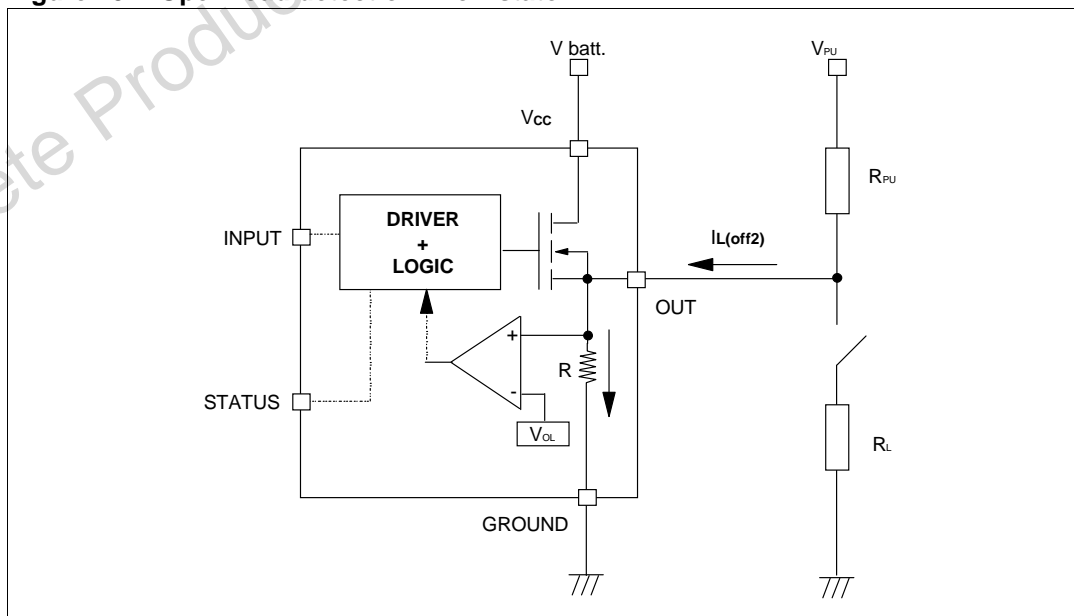 V batt.
VPU
VCC
RPU
DRIVER
+
LOGIC
INPUT
IL(off2)
OUT
+
R
-
STATUS
VOL
RL
GROUND